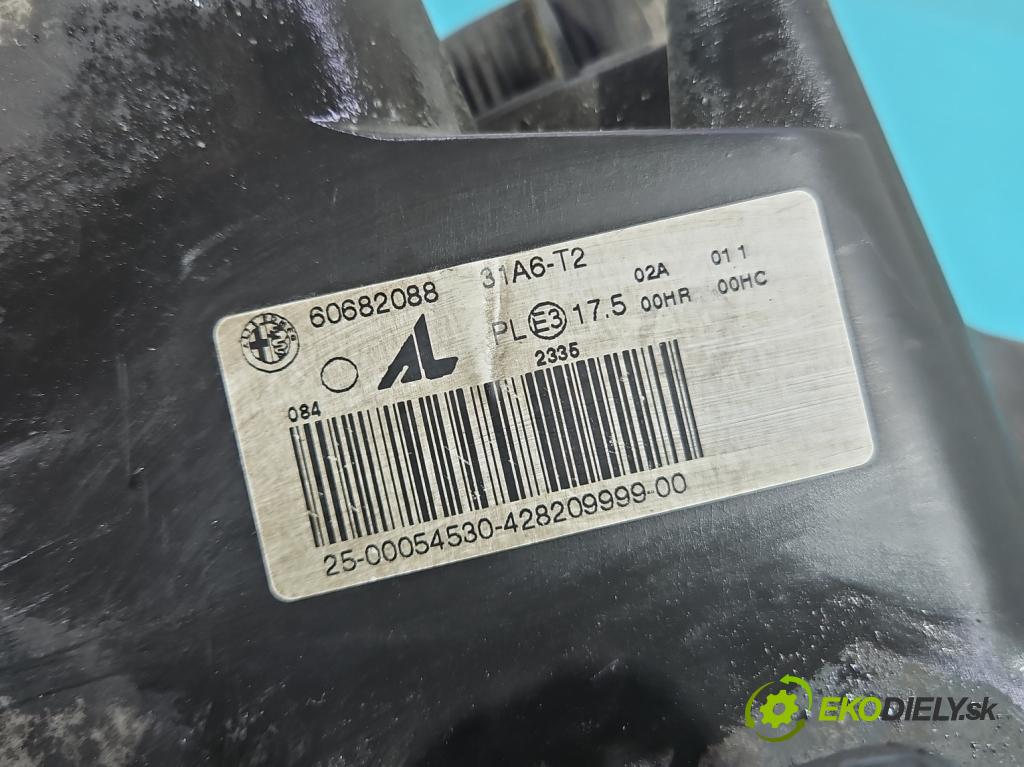 60682088 31A6-T2
02A 01 1
AL PL E3 17.5 00HR 00HC
2335
084
25-00054530-428209999-00
EKODIELY.sk